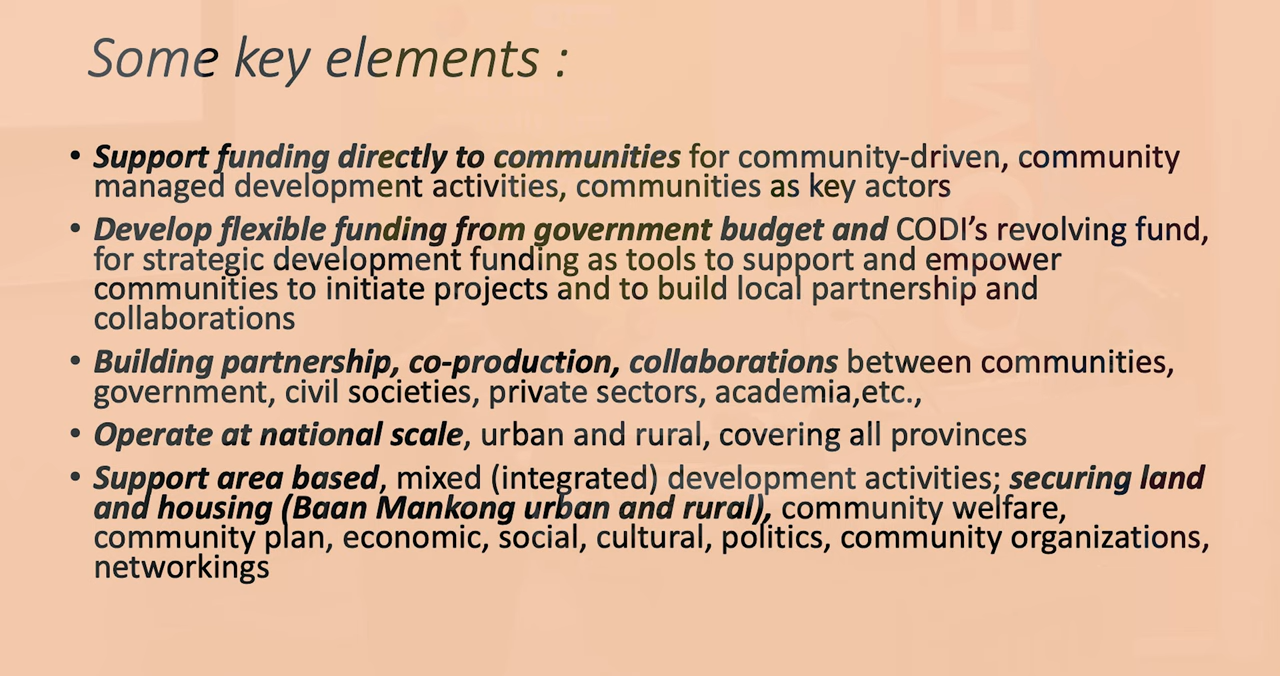 Some key elements :
• Support funding directly to communities for community-driven, community
managed development activities, communities as key actors
• Develop flexible funding from government budget and CODI’s revolving fund,
for strategic development funding as tools to support and empower
communities to initiate projects and to build local partnership and
collaborations
• Building partnership, co-production, collaborations between communities,
government, civil societies, private sectors, academia,etc.,
• Operate at national scale, urban and rural, covering all provinces
• Support area based, mixed (integrated) development activities; securing land
and housing (Baan Mankong urban and rural), community welfare,
community plan, economic, social, cultural, politics, community organizations,
networkings